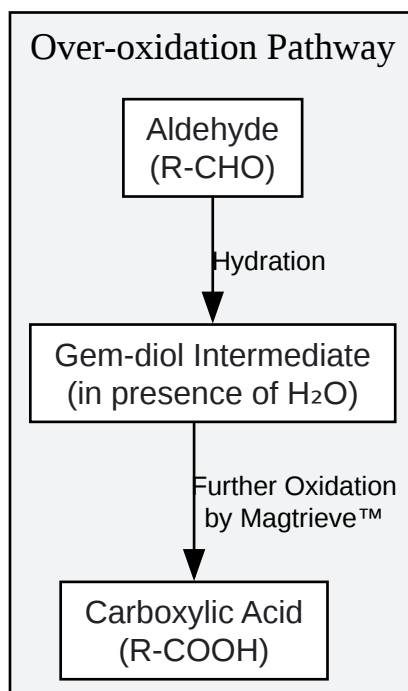 Over-oxidation Pathway
Aldehyde
(R-CHO)
Hydration
Gem-diol Intermediate
(in presence of H₂O)
Further Oxidation
by Magtrieve™
Carboxylic Acid
(R-COOH)